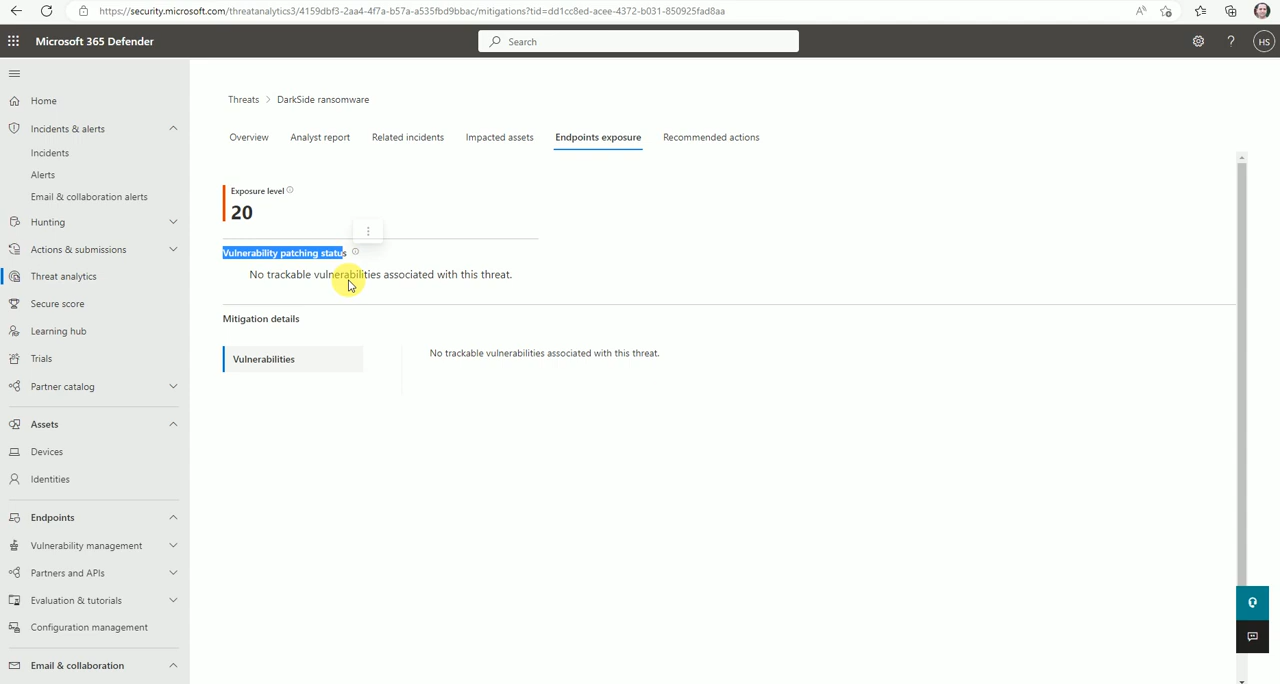 https://security.microsoft.com/threatanalytics3/4159dbf3-2aa4-4f7a-b57a-a535fbd9bbac/mitigations?tid=dd1cc8ed-acee-4372-b031-850925fad8aa
Microsoft 365 Defender
Search
HS
Home
Incidents & alerts
Incidents
Alerts
Email & collaboration alerts
Hunting
Actions & submissions
Threat analytics
Secure score
Learning hub
Trials
Partner catalog
Assets
Devices
Identities
Endpoints
Vulnerability management
Partners and APIs
Evaluation & tutorials
Configuration management
Email & collaboration
Threats > DarkSide ransomware
Overview Analyst report Related incidents Impacted assets Endpoints exposure Recommended actions
Exposure level
20
Vulnerability patching status
No trackable vulnerabilities associated with this threat.
Mitigation details
Vulnerabilities
No trackable vulnerabilities associated with this threat.